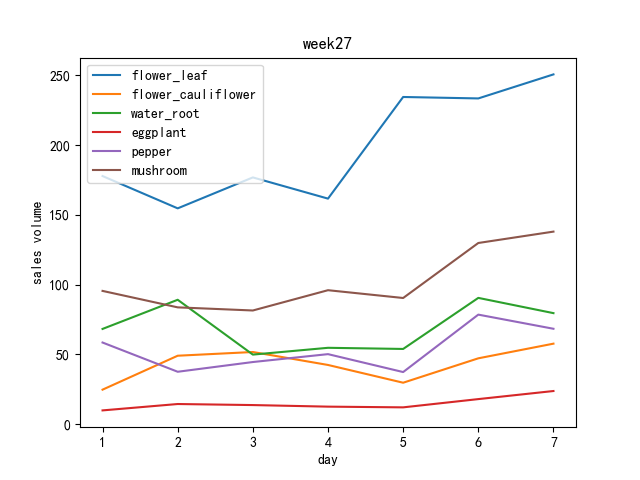 week27
flower_leaf
flower_cauliflower
water_root
eggplant
pepper
mushroom
sales volume
250
200
150
100
50
0
1 2 3 4 5 6 7
day